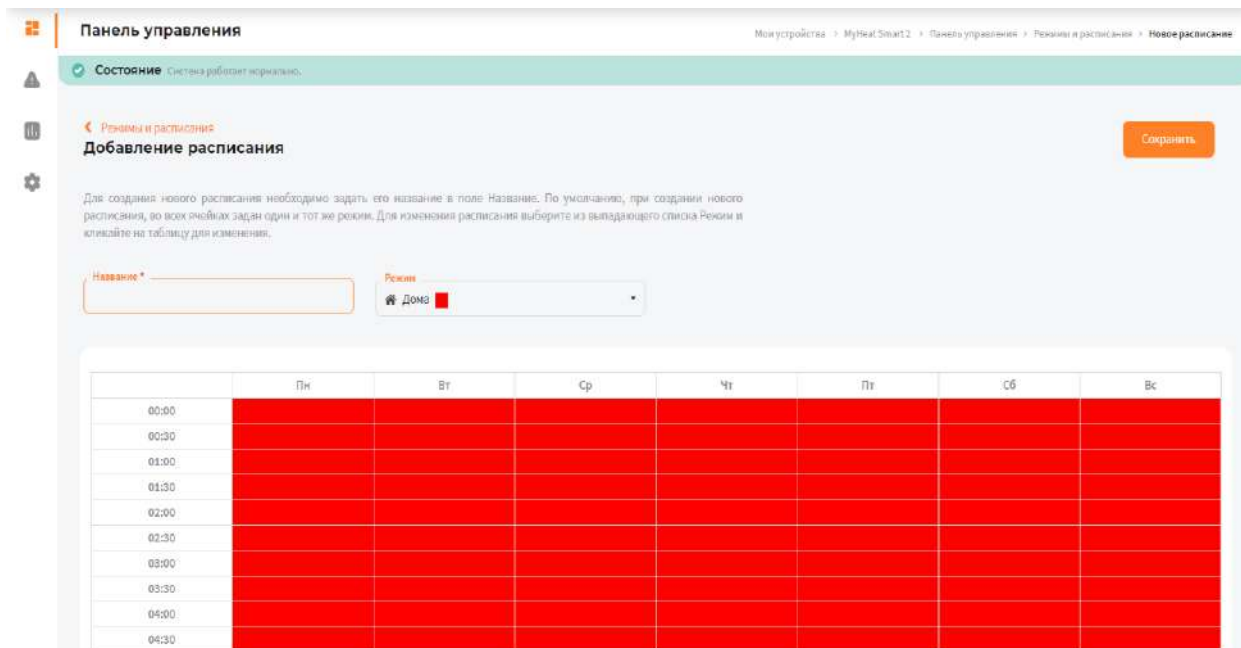 Панель управления
Мои устройства > MyHeat Smart 2 > Панель управления > Режимы и расписания > Новое расписание
Состояние Система работает нормально.
Режимы и расписания
Добавление расписания
Сохранить
Для создания нового расписания необходимо задать его название в поле Название. По умолчанию, при создании нового
расписания, во всех ячейках задан один и тот же режим. Для изменения расписания выберите из выпадающего списка Режим и
кликайте на таблицу для изменения.
Название *
Режим
Дома
Пн Вт Ср Чт Пт Сб Вс
00:00
00:30
01:00
01:30
02:00
02:30
03:00
03:30
04:00
04:30